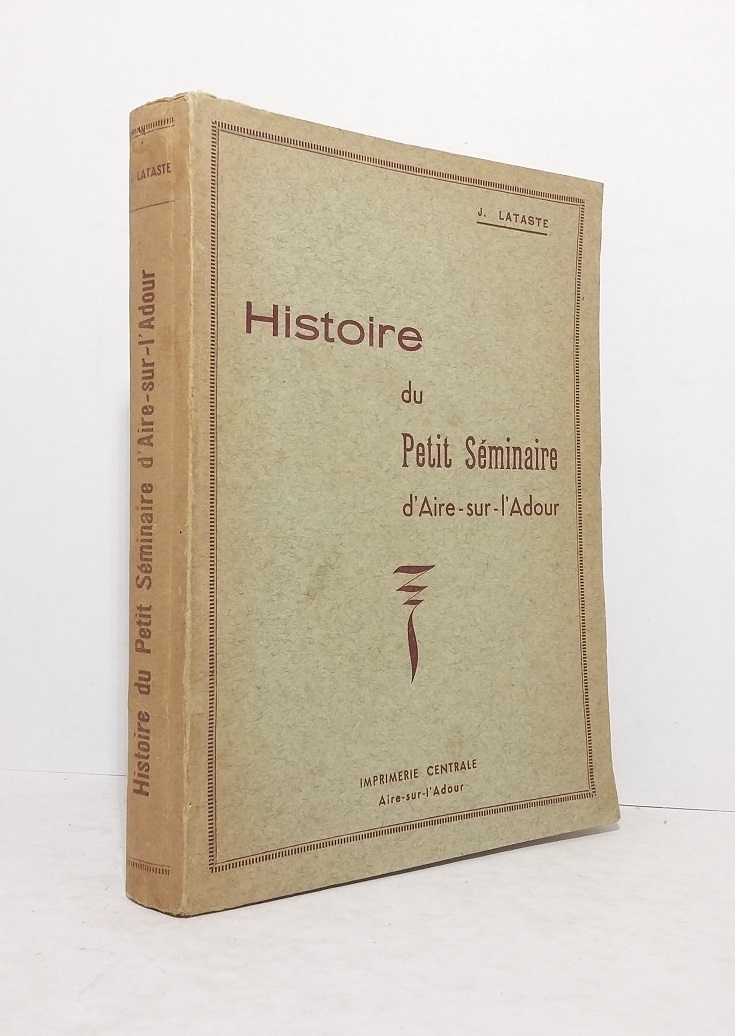 J. LATASTE
Histoire du Petit Séminaire d'Aire-sur-l'Adour
J. LATASTE
Histoire
du
Petit Séminaire
d'Aire-sur-l'Adour
IMPRIMERIE CENTRALE
Aire-sur-l'Adour